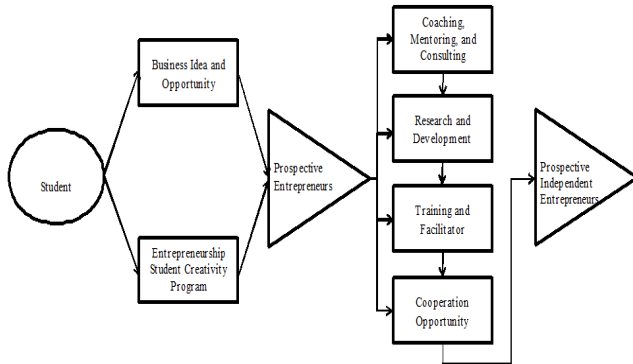 Student
Business Idea and
Opportunity
Entrepreneurship
Student Creativity
Program
Prospective
Entrepreneurs
Coaching,
Mentoring, and
Consulting
Research and
Development
Training and
Facilitator
Cooperation
Opportunity
Prospective
Independent
Entrepreneurs